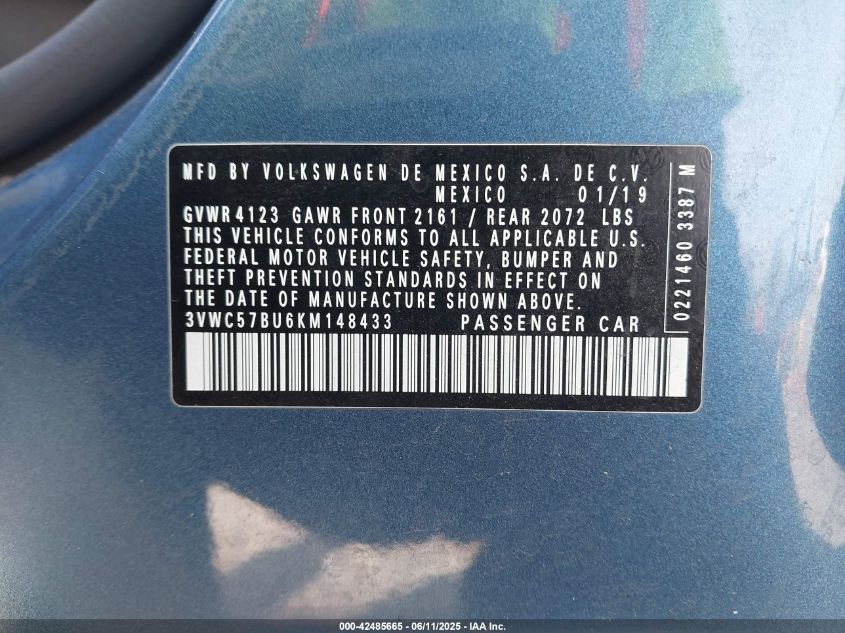 MFD BY VOLKSWAGEN DE MEXICO S.A. DE C.V.
MEXICO 01/19
GVWR 4123 GAWR FRONT 2161 / REAR 2072 LBS
THIS VEHICLE CONFORMS TO ALL APPLICABLE U.S.
FEDERAL MOTOR VEHICLE SAFETY, BUMPER AND
THEFT PREVENTION STANDARDS IN EFFECT ON
THE DATE OF MANUFACTURE SHOWN ABOVE.
3VWC57BU6KM148433 PASSENGER CAR
0221460 3387 M
000-42485665 - 06/11/2025 - IAA Inc.